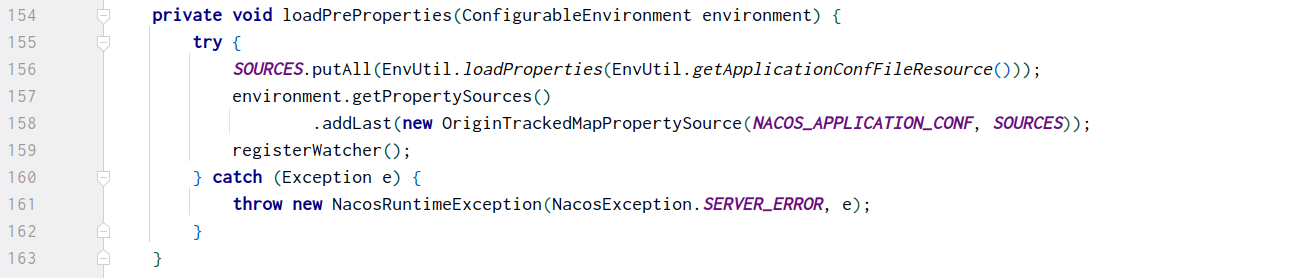 154 private void loadPreProperties(ConfigurableEnvironment environment) {
155 try {
156 SOURCES.putAll(EnvUtil.loadProperties(EnvUtil.getApplicationConfFileResource()));
157 environment.getPropertySources()
158 .addLast(new OriginTrackedMapPropertySource(NACOS_APPLICATION_CONF, SOURCES));
159 registerWatcher();
160 } catch (Exception e) {
161 throw new NacosRuntimeException(NacosException.SERVER_ERROR, e);
162 }
163 }